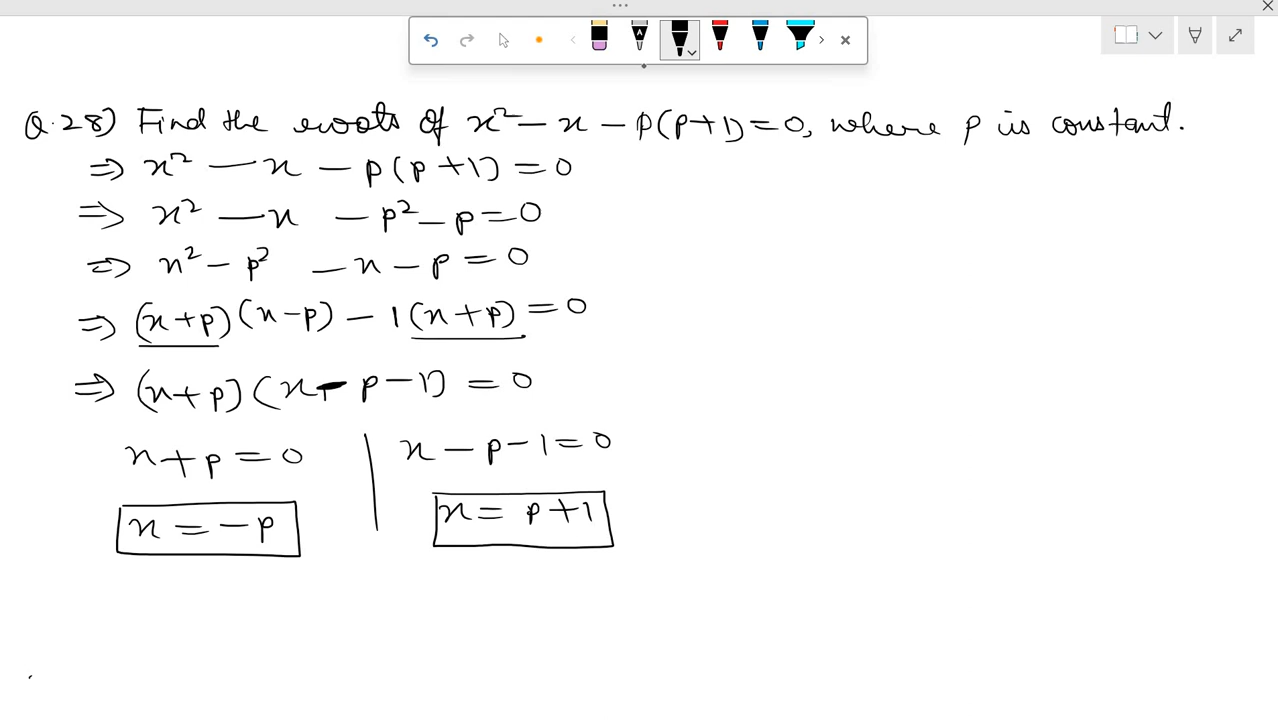 Q.28) Find the roots of x² - x - p(p+1)=0, where p is constant.
⇒ x² - x - p(p+1) = 0
⇒ x² - x - p² - p = 0
⇒ x² - p² - x - p = 0
⇒ (x+p)(x-p) - 1(x+p) = 0
⇒ (x+p)(x - p - 1) = 0
x + p = 0 | x - p - 1 = 0
x = -p x = p+1